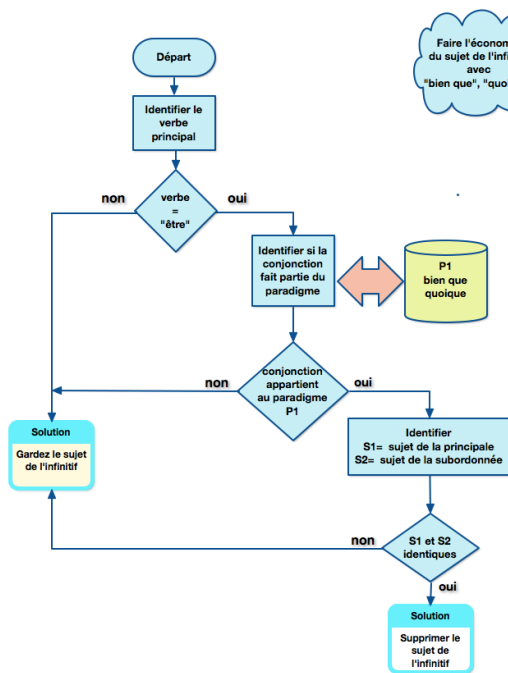 Départ
Faire l'économ
du sujet de l'infi
avec
"bien que", "quoi
Identifier le
verbe
principal
non
verbe
=
"être"
oui
Identifier si la
conjonction
fait partie du
paradigme
P1
bien que
quoique
non
conjonction
appartient
au paradigme
P1
oui
Solution
Gardez le sujet
de l'infinitif
Identifier
S1= sujet de la principale
S2= sujet de la subordonnée
non
S1 et S2
identiques
oui
Solution
Supprimer le
sujet de
l'infinitif